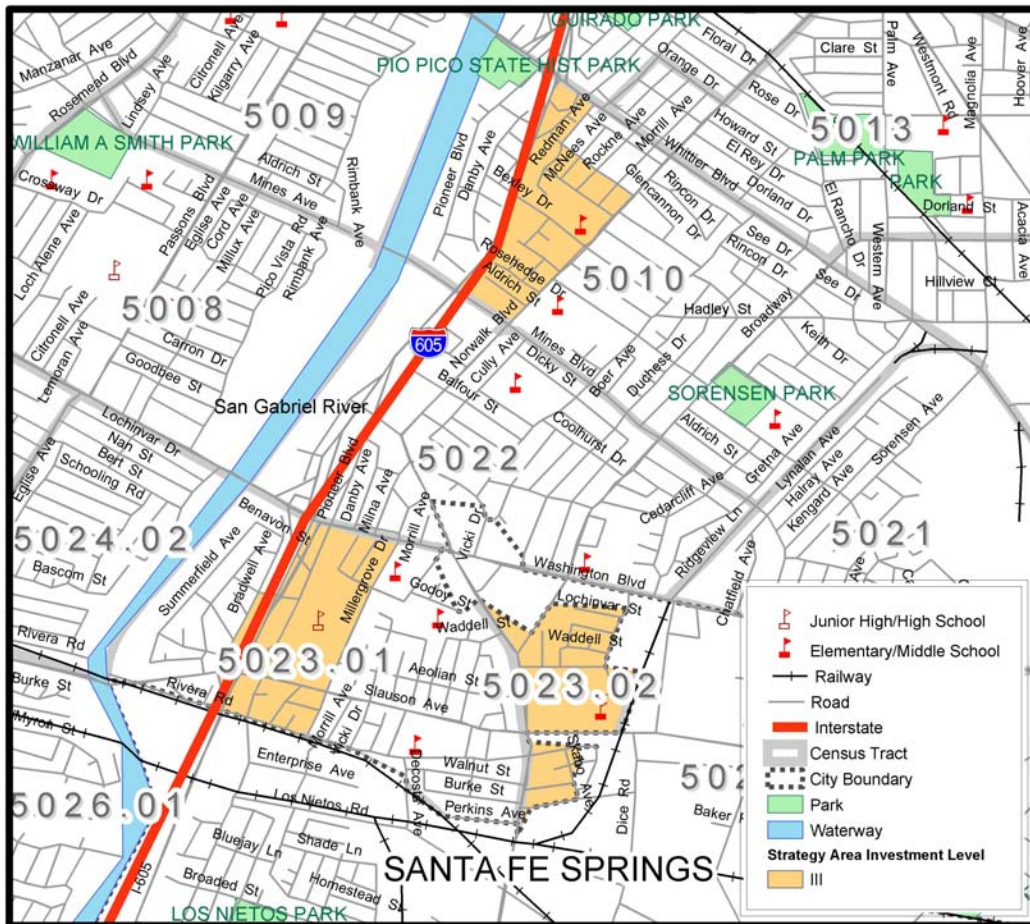 GUIRADO PARK
Manzanar Ave
Rosemead Blvd
Lindsey Ave
Citronell Ave
Kilgarry Ave
PIO PICO STATE HIST PARK
Orange Dr
Floral Dr
Clare St
Palm Ave
Westmont Rd
Magnolia Ave
Hoover Ave
5009
WILLIAM A SMITH PARK
Pioneer Blvd
Danby Ave
Redman Ave
McNees Ave
Rockne Ave
Morrill Ave
Rose Dr
Howard St
El Rey Dr
5013
PALM PARK
PARK
Crossway Dr
Aldrich St
Mines Ave
Rimbank Ave
Bexley Dr
Whittier Blvd
Dorland Dr
Dorland St
Acacia Ave
Loch Alene Ave
Passons Blvd
Eglise Ave
Cord Ave
Millux Ave
Pico Vista Rd
Rimbank Ave
Glencannon Dr
Rincon Dr
El Rancho Dr
Western Ave
See Dr
Rincon Dr
See Dr
Rosehedge Dr
Aldrich St
5010
Hillview Ct
5008
Citronell Ave
Lemoran Ave
Carron Dr
Goodbee St
605
Norwalk Blvd
Cully Ave
Dicky St
Mines Blvd
Boer Ave
Duchess Dr
Hadley St
Broadway
Keith Dr
Balfour St
San Gabriel River
SORENSEN PARK
Lochinvar Dr
Nan St
Bert St
Schooling Rd
Eglise Ave
Coolhurst Dr
Aldrich St
Gretna Ave
Lynalan Ave
Halray Ave
Kengard Ave
Sorensen Ave
Pioneer Blvd
Danby Ave
Milna Ave
5022
Morrill Ave
Vicki Dr
Cedarcliff Ave
Ridgeview Ln
5021
5024.02
Benavon St
Summerfield Ave
Bradwell Ave
Bascom St
Millergrove Dr
Godoy St
Waddell St
Washington Blvd
Lochinvar St
Waddell St
Chatfield Ave
Rivera Rd
Burke St
Myron St
Rivera Rd
5023.01
Aeolian St
Slauson Ave
5023.02
Morrill Ave
Vicki Dr
Enterprise Ave
Decosta Ave
Walnut St
Burke St
Perkins Ave
Skabo Ave
Dice Rd
Los Nietos Rd
5026.01
Bluejay Ln
Shade Ln
Broaded St
Homestead St
I-605
SANTA FE SPRINGS
LOS NIETOS PARK
Junior High/High School
Elementary/Middle School
Railway
Road
Interstate
Census Tract
City Boundary
Park
Waterway
Strategy Area Investment Level
III